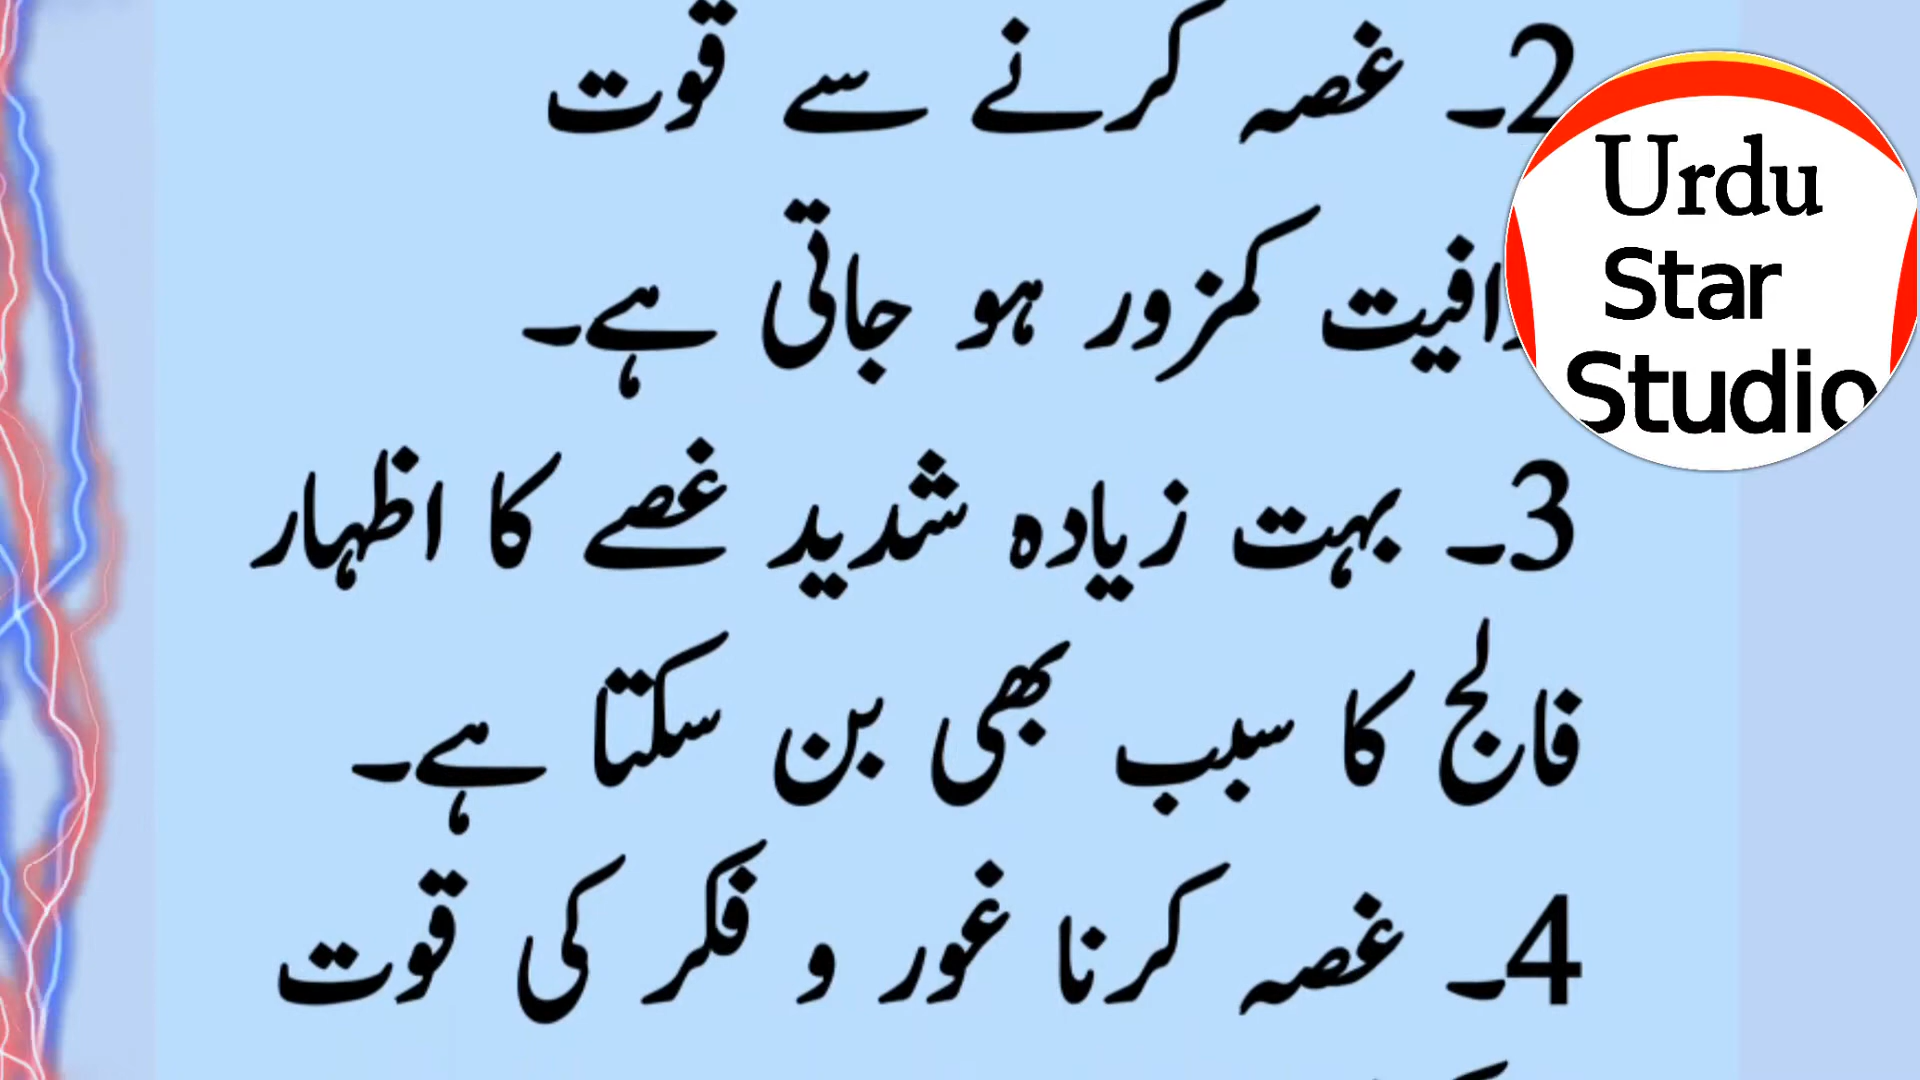 2۔ غصہ کرنے سے قوت
کمزور ہو جاتی ہے۔
3۔ بہت زیادہ شدید غصے کا اظہار
فالج کا سبب بھی بن سکتا ہے۔
4۔ غصہ کرنا غور و فکر کی قوت
Urdu
Star
Studio